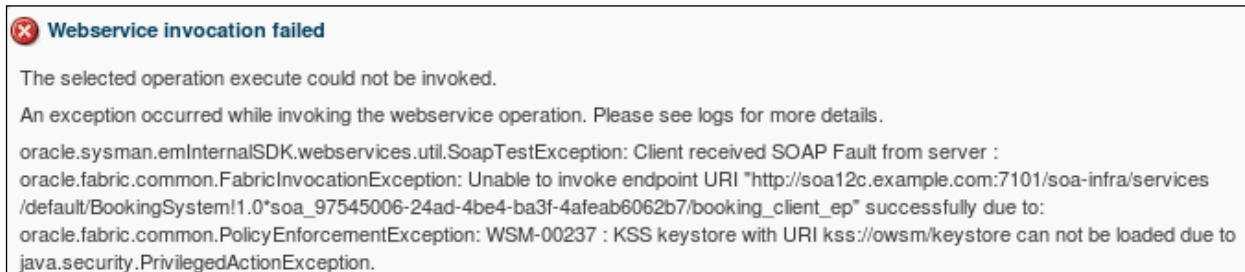 Webservice invocation failed
The selected operation execute could not be invoked.
An exception occurred while invoking the webservice operation. Please see logs for more details.
oracle.sysman.emInternalSDK.webservices.util.SoapTestException: Client received SOAP Fault from server :
oracle.fabric.common.FabricInvocationException: Unable to invoke endpoint URI "http://soa12c.example.com:7101/soa-infra/services
/default/BookingSystem!1.0*soa_97545006-24ad-4be4-ba3f-4afeab6062b7/booking_client_ep" successfully due to:
oracle.fabric.common.PolicyEnforcementException: WSM-00237 : KSS keystore with URI kss://owsm/keystore can not be loaded due to
java.security.PrivilegedActionException.